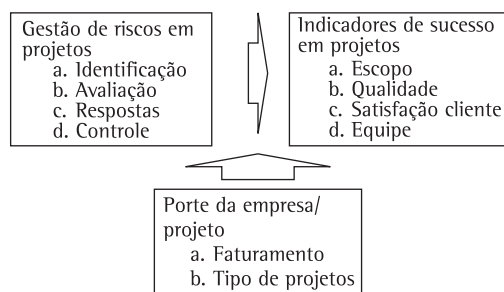 Gestão de riscos em
projetos
a. Identificação
b. Avaliação
c. Respostas
d. Controle
Indicadores de sucesso
em projetos
a. Escopo
b. Qualidade
c. Satisfação cliente
d. Equipe
Porte da empresa/
projeto
a. Faturamento
b. Tipo de projetos